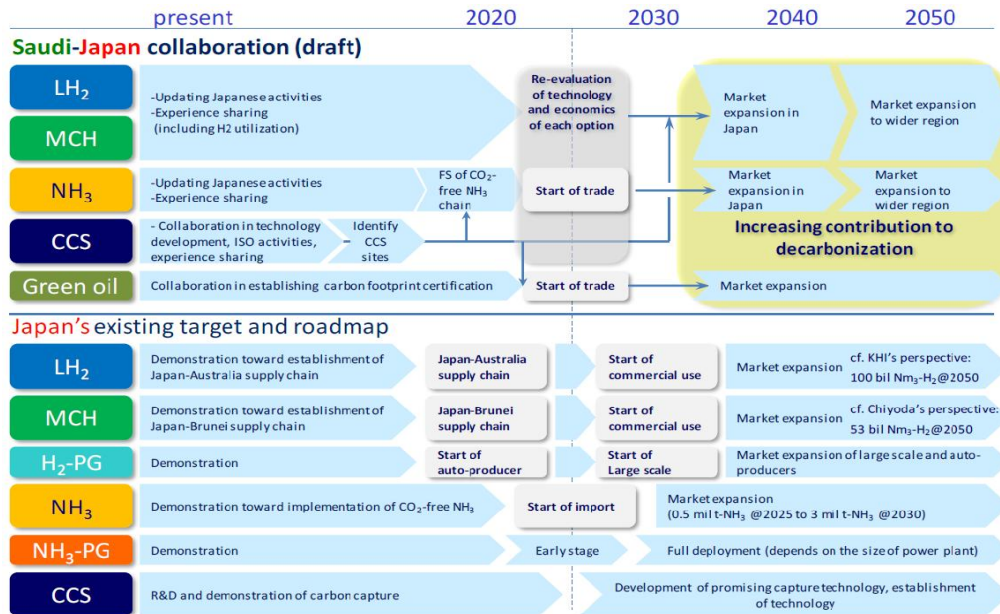 present 2020 2030 2040 2050
Saudi-Japan collaboration (draft)
LH₂
MCH
-Updating Japanese activities
-Experience sharing
(including H2 utilization)
Re-evaluation
of technology
and economics
of each option
Market
expansion in
Japan
Market expansion
to wider region
NH₃
-Updating Japanese activities
-Experience sharing
FS of CO₂-
free NH₃
chain
Start of trade
Market
expansion in
Japan
Market
expansion to
wider region
CCS
- Collaboration in technology
development, ISO activities,
experience sharing
Identify
CCS
sites
Increasing contribution to
decarbonization
Green oil
Collaboration in establishing carbon footprint certification
Start of trade
Market expansion
Japan's existing target and roadmap
LH₂
Demonstration toward establishment of
Japan-Australia supply chain
Japan-Australia
supply chain
Start of
commercial use
Market expansion
cf. KHI's perspective:
100 bil Nm₃-H₂@2050
MCH
Demonstration toward establishment of
Japan-Brunei supply chain
Japan-Brunei
supply chain
Start of
commercial use
Market expansion
cf. Chiyoda's perspective:
53 bil Nm₃-H₂@2050
H₂-PG
Demonstration
Start of
auto-producer
Start of
Large scale
Market expansion of large scale and auto-
producers
NH₃
Demonstration toward implementation of CO₂-free NH₃
Start of import
Market expansion
(0.5 mil t-NH₃ @2025 to 3 mil t-NH₃ @2030)
NH₃-PG
Demonstration
Early stage
Full deployment (depends on the size of power plant)
CCS
R&D and demonstration of carbon capture
Development of promising capture technology, establishment
of technology